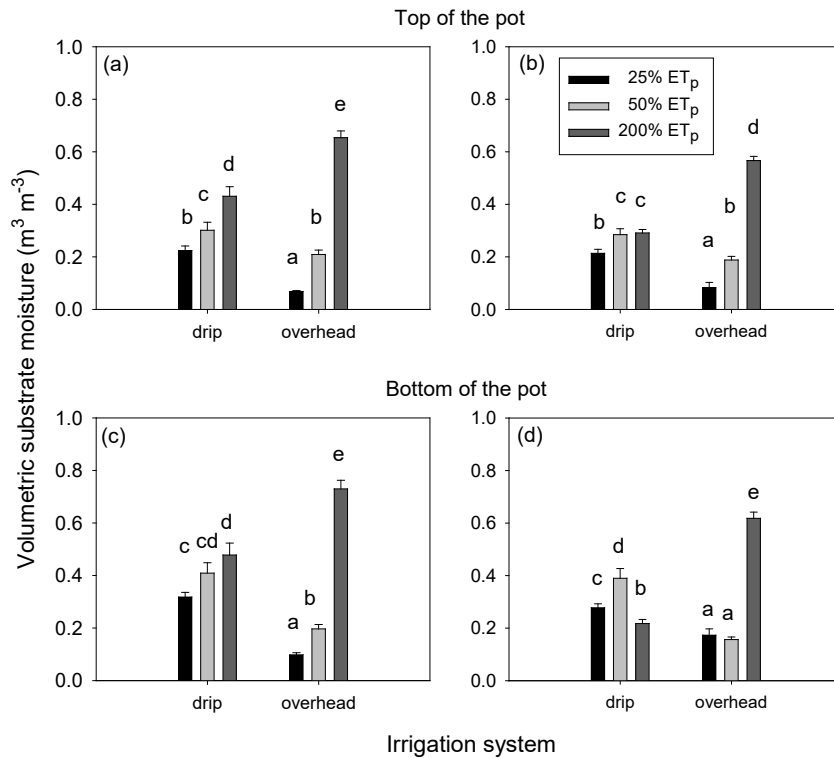 Top of the pot
Volumetric substrate moisture (m³ m⁻³)
(a)
1.0
0.8
0.6
0.4
0.2
0.0
b
c
d
a
b
e
drip
overhead
(b)
25% ETp
50% ETp
200% ETp
1.0
0.8
0.6
0.4
0.2
0.0
b
c
c
a
b
d
drip
overhead
Bottom of the pot
(c)
1.0
0.8
0.6
0.4
0.2
0.0
c
cd
d
a
b
e
drip
overhead
(d)
1.0
0.8
0.6
0.4
0.2
0.0
c
d
b
a
a
e
drip
overhead
Irrigation system